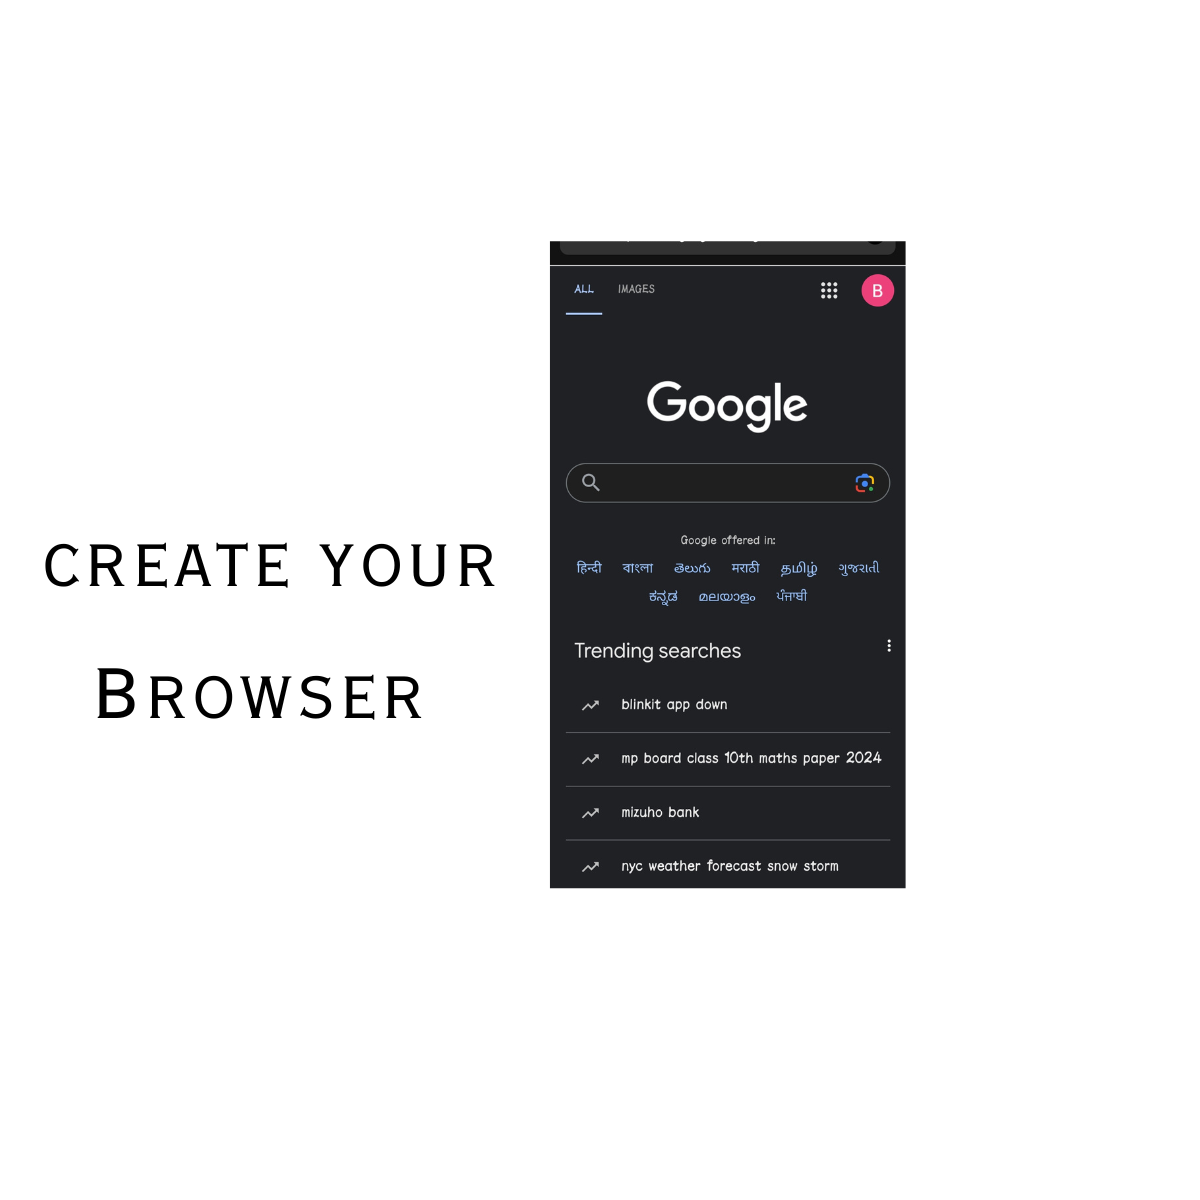 CREATE YOUR
BROWSER
ALL IMAGES
B
Google
Google offered in:
हिन्दी বাংলা తెలుగు मराठी தமிழ் ગુજરાતી
ಕನ್ನಡ മലയാളം ਪੰਜਾਬੀ
Trending searches
blinkit app down
mp board class 10th maths paper 2024
mizuho bank
nyc weather forecast snow storm